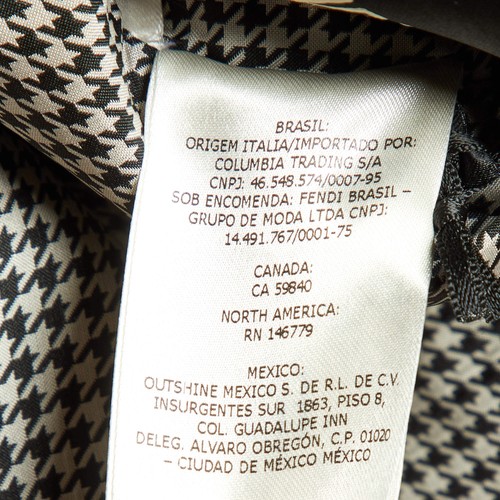 BRASIL:
ORIGEM ITALIA/IMPORTADO POR:
COLUMBIA TRADING S/A
CNPJ: 46.548.574/0007-95
SOB ENCOMENDA: FENDI BRASIL –
GRUPO DE MODA LTDA CNPJ:
14.491.767/0001-75
CANADA:
CA 59840
NORTH AMERICA:
RN 146779
MEXICO:
OUTSHINE MEXICO S. DE R.L. DE C.V.
INSURGENTES SUR 1863, PISO 8,
COL. GUADALUPE INN
DELEG. ALVARO OBREGÓN, C.P. 01020
– CIUDAD DE MÉXICO MÉXICO